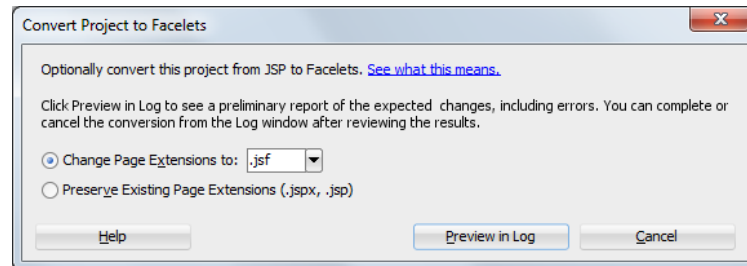 Convert Project to Facelets
Optionally convert this project from JSP to Facelets. See what this means.
Click Preview in Log to see a preliminary report of the expected changes, including errors. You can complete or
cancel the conversion from the Log window after reviewing the results.
Change Page Extensions to: .jsf
Preserve Existing Page Extensions (.jspx, .jsp)
Help Preview in Log Cancel